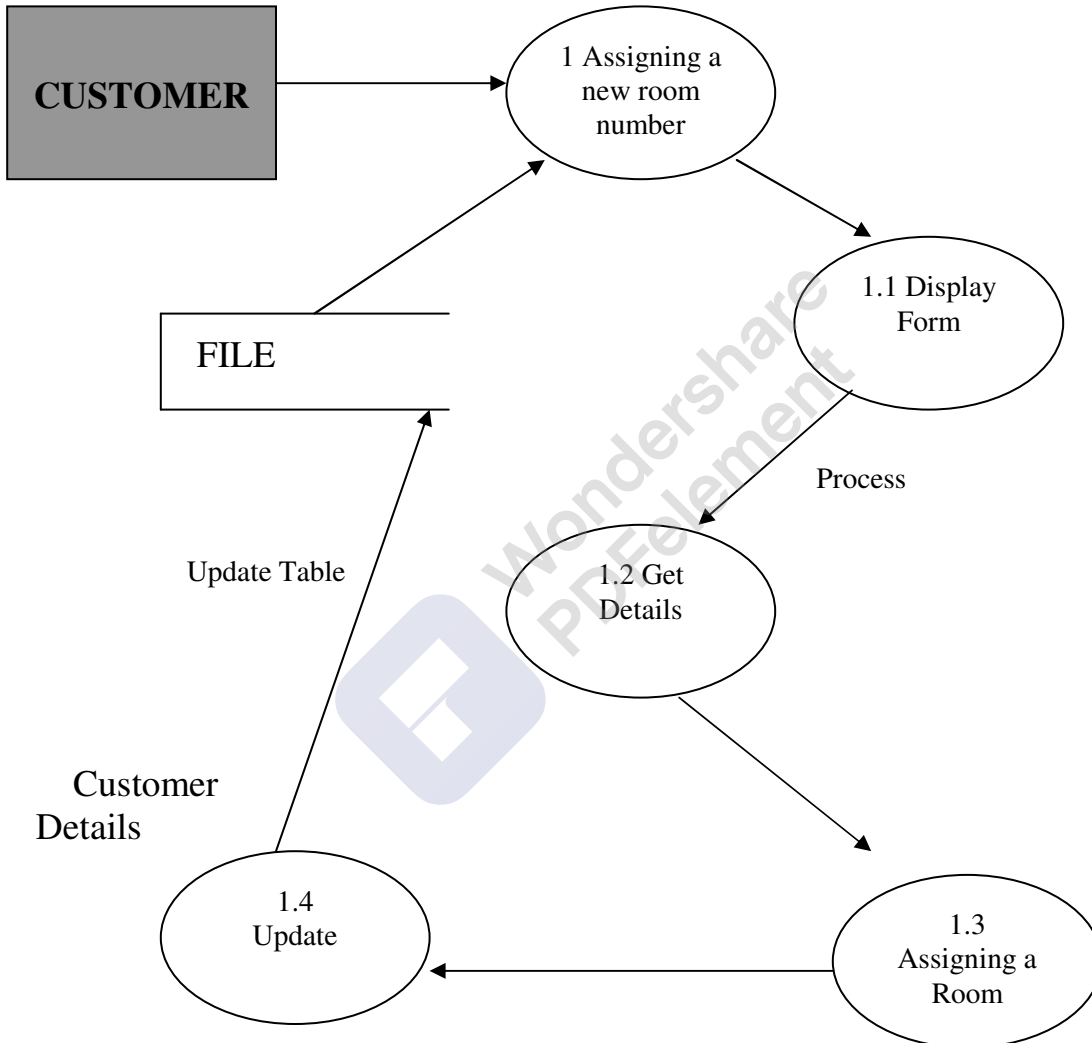 CUSTOMER
1 Assigning a
new room
number
1.1 Display
Form
FILE
Process
Update Table
1.2 Get
Details
Customer
Details
1.4
Update
1.3
Assigning a
Room
Wondershare
PDFelement